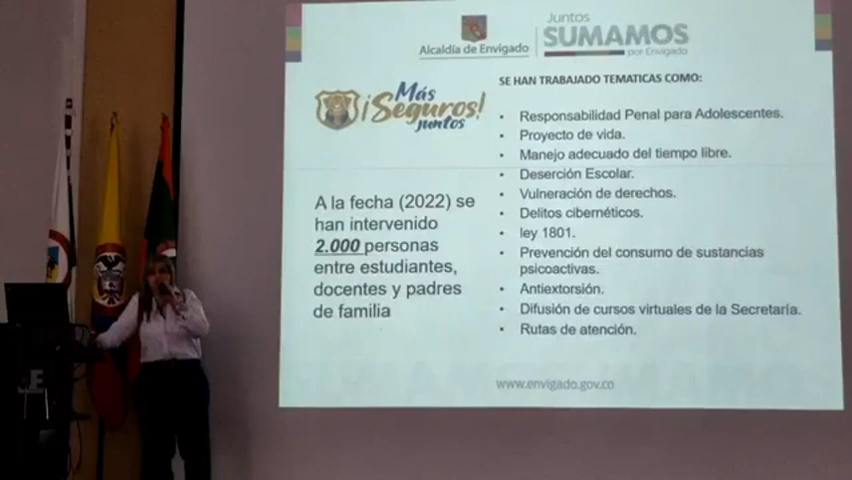 Alcaldía de Envigado
Juntos
SUMAMOS
por Envigado
Más
¡Seguros!
juntos
A la fecha (2022) se
han intervenido
2.000 personas
entre estudiantes,
docentes y padres
de familia
SE HAN TRABAJADO TEMATICAS COMO:
• Responsabilidad Penal para Adolescentes.
• Proyecto de vida.
• Manejo adecuado del tiempo libre.
• Deserción Escolar.
• Vulneración de derechos.
• Delitos cibernéticos.
• ley 1801.
• Prevención del consumo de sustancias
psicoactivas.
• Antiextorsión.
• Difusión de cursos virtuales de la Secretaría.
• Rutas de atención.
www.envigado.gov.co